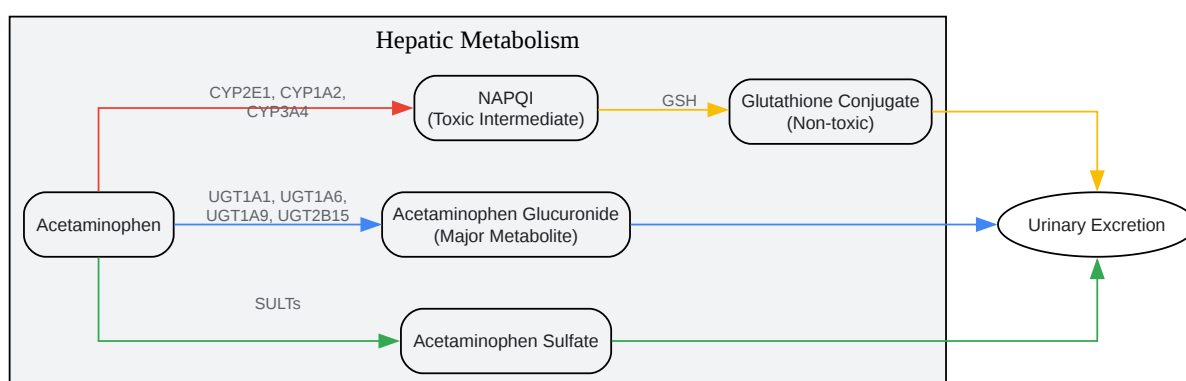 Hepatic Metabolism
CYP2E1, CYP1A2,
CYP3A4
NAPQI
(Toxic Intermediate)
GSH
Glutathione Conjugate
(Non-toxic)
Acetaminophen
UGT1A1, UGT1A6,
UGT1A9, UGT2B15
Acetaminophen Glucuronide
(Major Metabolite)
Urinary Excretion
SULTs
Acetaminophen Sulfate